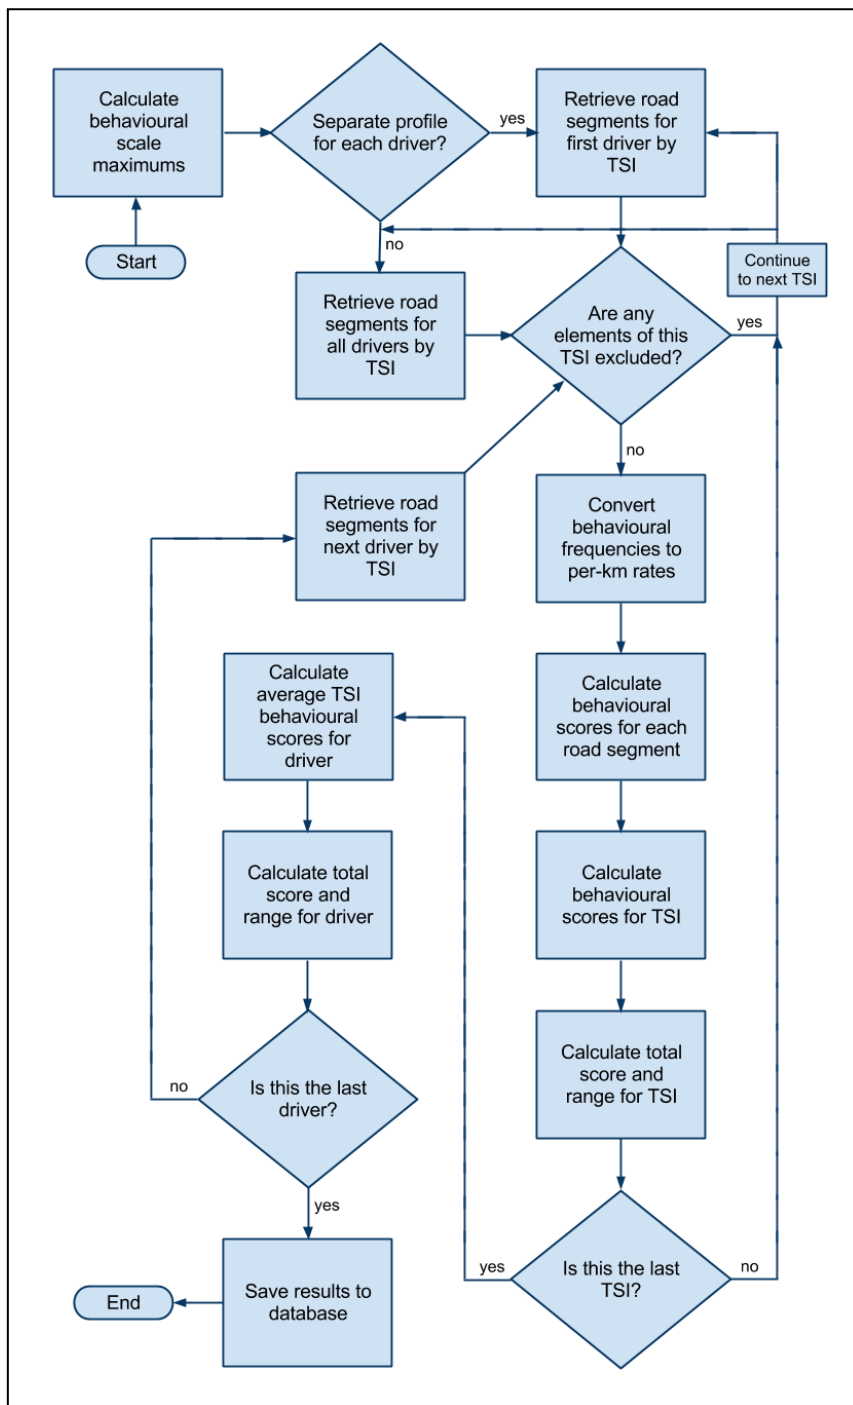 Calculate
behavioural
scale
maximums
Separate profile
for each driver?
yes
Retrieve road
segments for
first driver by
TSI
Start
no
Continue
to next TSI
Retrieve road
segments for
all drivers by
TSI
Are any
elements of this
TSI excluded?
yes
no
Retrieve road
segments for
next driver by
TSI
Convert
behavioural
frequencies to
per-km rates
Calculate
average TSI
behavioural
scores for
driver
Calculate
behavioural
scores for each
road segment
Calculate total
score and
range for driver
Calculate
behavioural
scores for TSI
Calculate total
score and
range for TSI
no
Is this the last
driver?
yes
yes
Is this the last
TSI?
no
Save results to
database
End